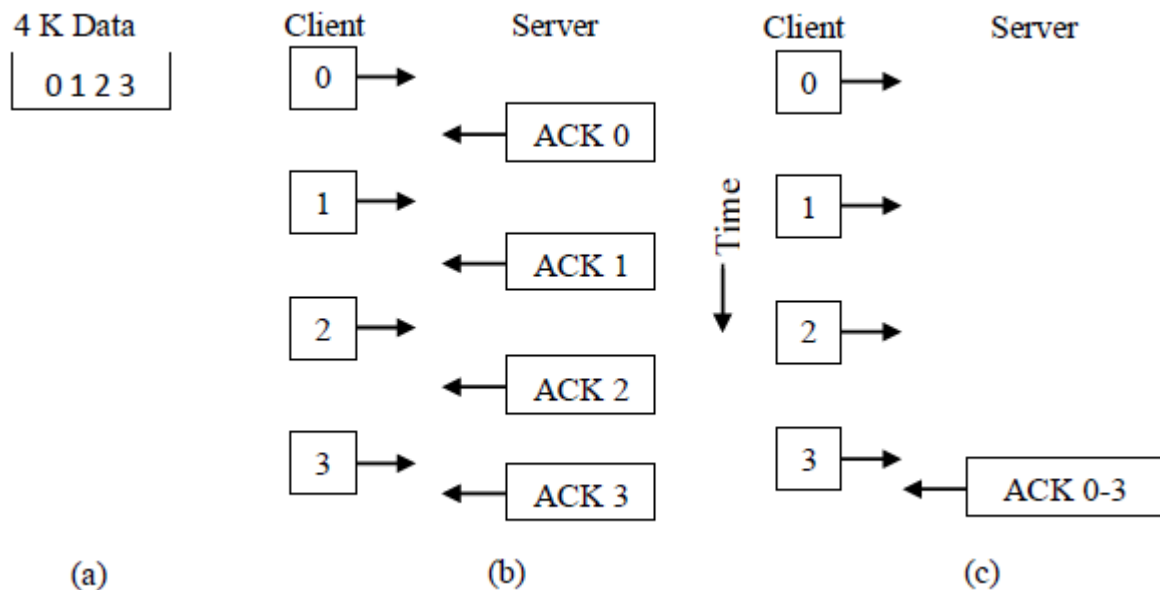 4 K Data
0 1 2 3
(a)
Client Server
0
ACK 0
1
ACK 1
2
ACK 2
3
ACK 3
(b)
Time
Client Server
0
1
2
3
ACK 0-3
(c)